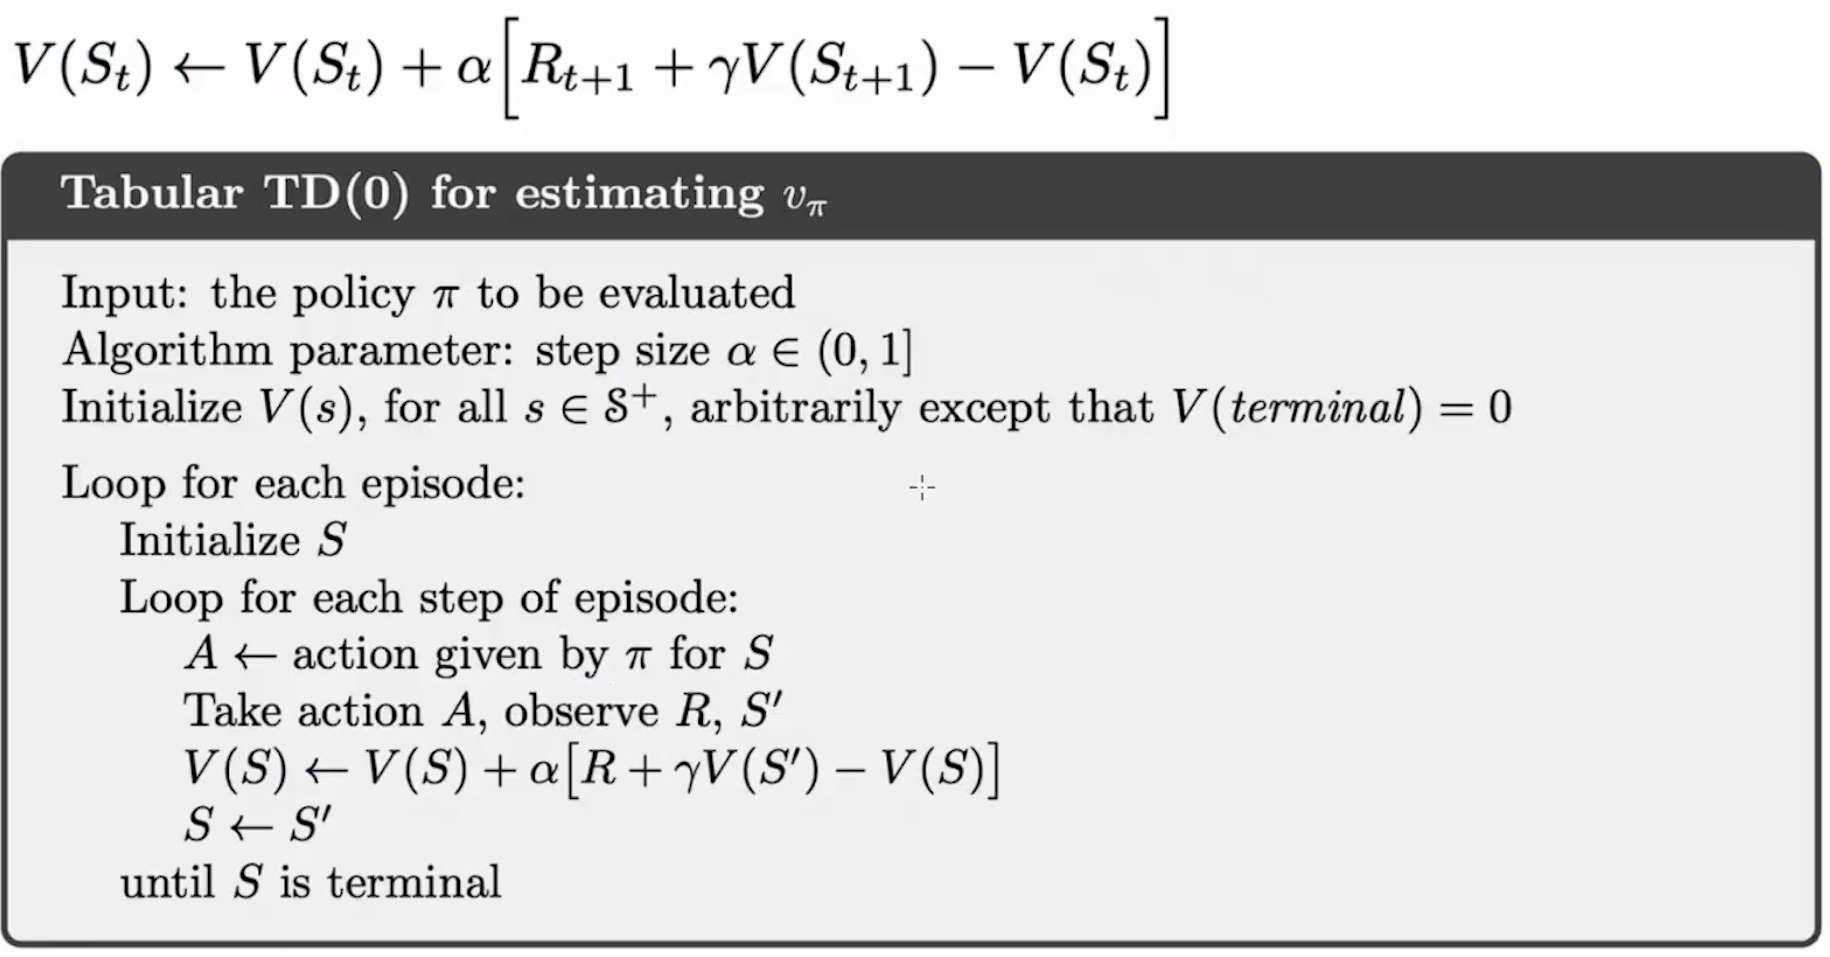 V(S_t) ← V(S_t) + α[R_{t+1} + γV(S_{t+1}) − V(S_t)]
Tabular TD(0) for estimating v_π
Input: the policy π to be evaluated
Algorithm parameter: step size α ∈ (0, 1]
Initialize V(s), for all s ∈ 𝒮⁺, arbitrarily except that V(terminal) = 0
Loop for each episode:
Initialize S
Loop for each step of episode:
A ← action given by π for S
Take action A, observe R, S′
V(S) ← V(S) + α[R + γV(S′) − V(S)]
S ← S′
until S is terminal